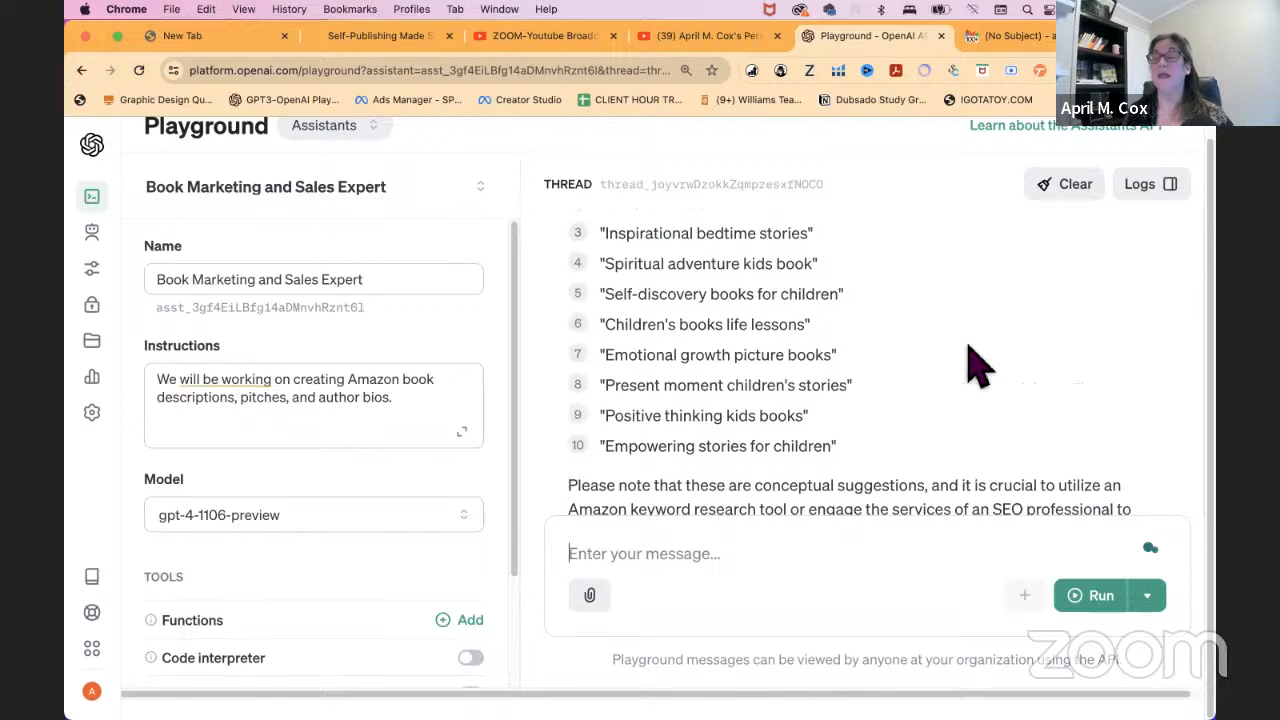 Chrome File Edit View History Bookmarks Profiles Tab Window Help
New Tab
Self-Publishing Made S
ZOOM-Youtube Broadc
(39) April M. Cox's Per
Playground - OpenAI AP
(No Subject) - a
platform.openai.com/playground?assistant=asst_3gf4EiLBfg14aDMnvhRznt6l&thread=thr...
Graphic Design Qu...
GPT3-OpenAI Play...
Ads Manager - SP...
Creator Studio
CLIENT HOUR TR...
(9+) Williams Tea...
Dubsado Study Gr...
IGOTATOY.COM
April M. Cox
Playground
Assistants
Learn about the Assistants API
Book Marketing and Sales Expert
THREAD thread_joyvrwDzokkZqmpzesxfNOCO
Clear
Logs
Name
Book Marketing and Sales Expert
asst_3gf4EiLBfg14aDMnvhRznt6l
Instructions
We will be working on creating Amazon book
descriptions, pitches, and author bios.
Model
gpt-4-1106-preview
TOOLS
Functions
Add
Code interpreter
A
3 "Inspirational bedtime stories"
4 "Spiritual adventure kids book"
5 "Self-discovery books for children"
6 "Children's books life lessons"
7 "Emotional growth picture books"
8 "Present moment children's stories"
9 "Positive thinking kids books"
10 "Empowering stories for children"
Please note that these are conceptual suggestions, and it is crucial to utilize an
Amazon keyword research tool or engage the services of an SEO professional to
Enter your message...
Run
Playground messages can be viewed by anyone at your organization using the API.
zoom